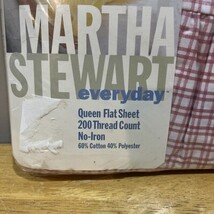 MARTHA
STEWART
everyday
Queen Flat Sheet
200 Thread Count
No-Iron
60% Cotton 40% Polyester